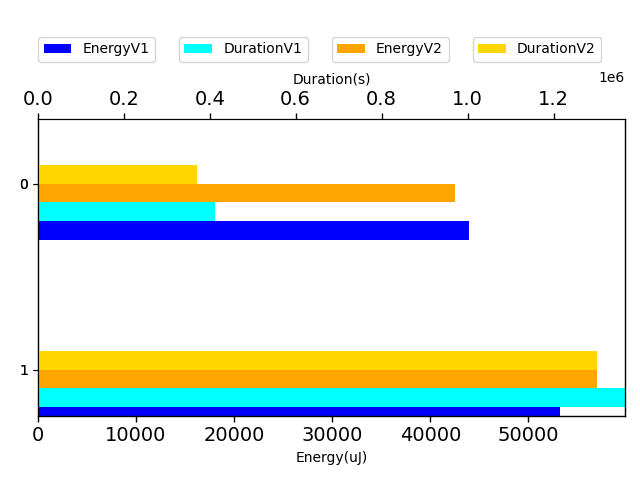 EnergyV1 DurationV1 EnergyV2 DurationV2
Duration(s)
1e6
0.0 0.2 0.4 0.6 0.8 1.0 1.2
0
1
0 10000 20000 30000 40000 50000
Energy(uJ)